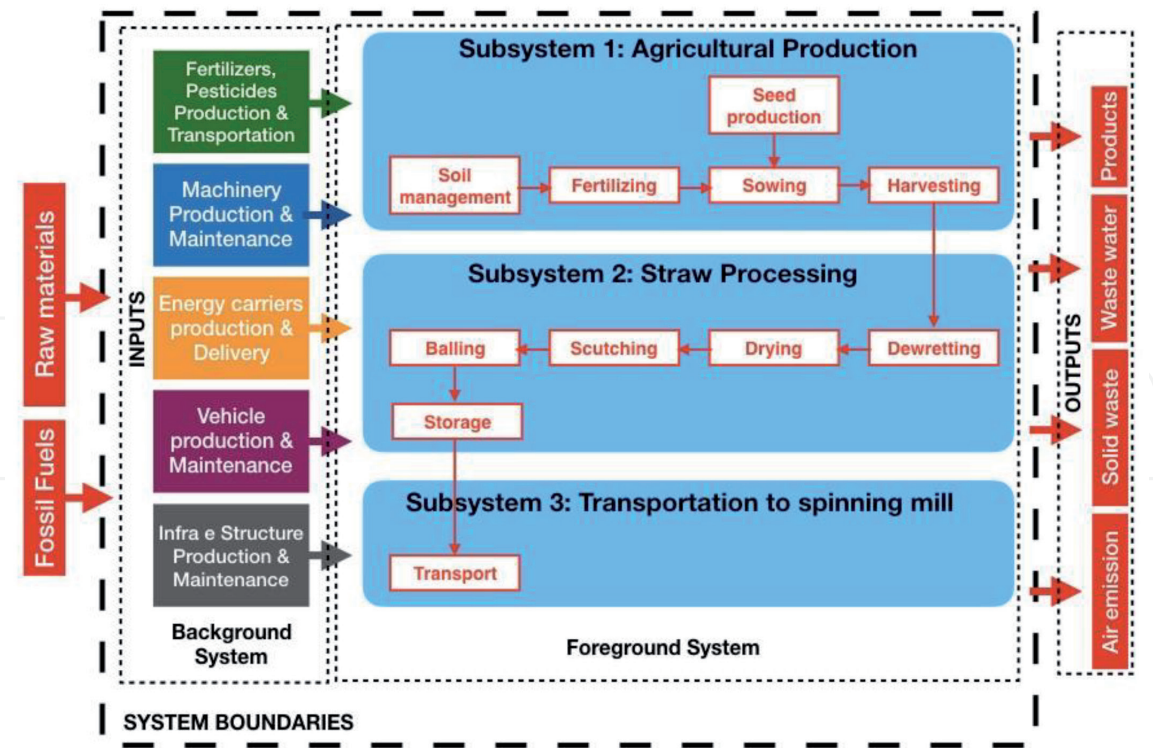 Raw materials
Fossil Fuels
INPUTS
Fertilizers,
Pesticides
Production &
Transportation
Machinery
Production &
Maintenance
Energy carriers
production &
Delivery
Vehicle
production &
Maintenance
Infra e Structure
Production &
Maintenance
Background
System
Subsystem 1: Agricultural Production
Seed
production
Soil
management
Fertilizing
Sowing
Harvesting
Subsystem 2: Straw Processing
Balling
Scutching
Drying
Dewretting
Storage
Subsystem 3: Transportation to spinning mill
Transport
Foreground System
OUTPUTS
Products
Waste water
Solid waste
Air emission
SYSTEM BOUNDARIES